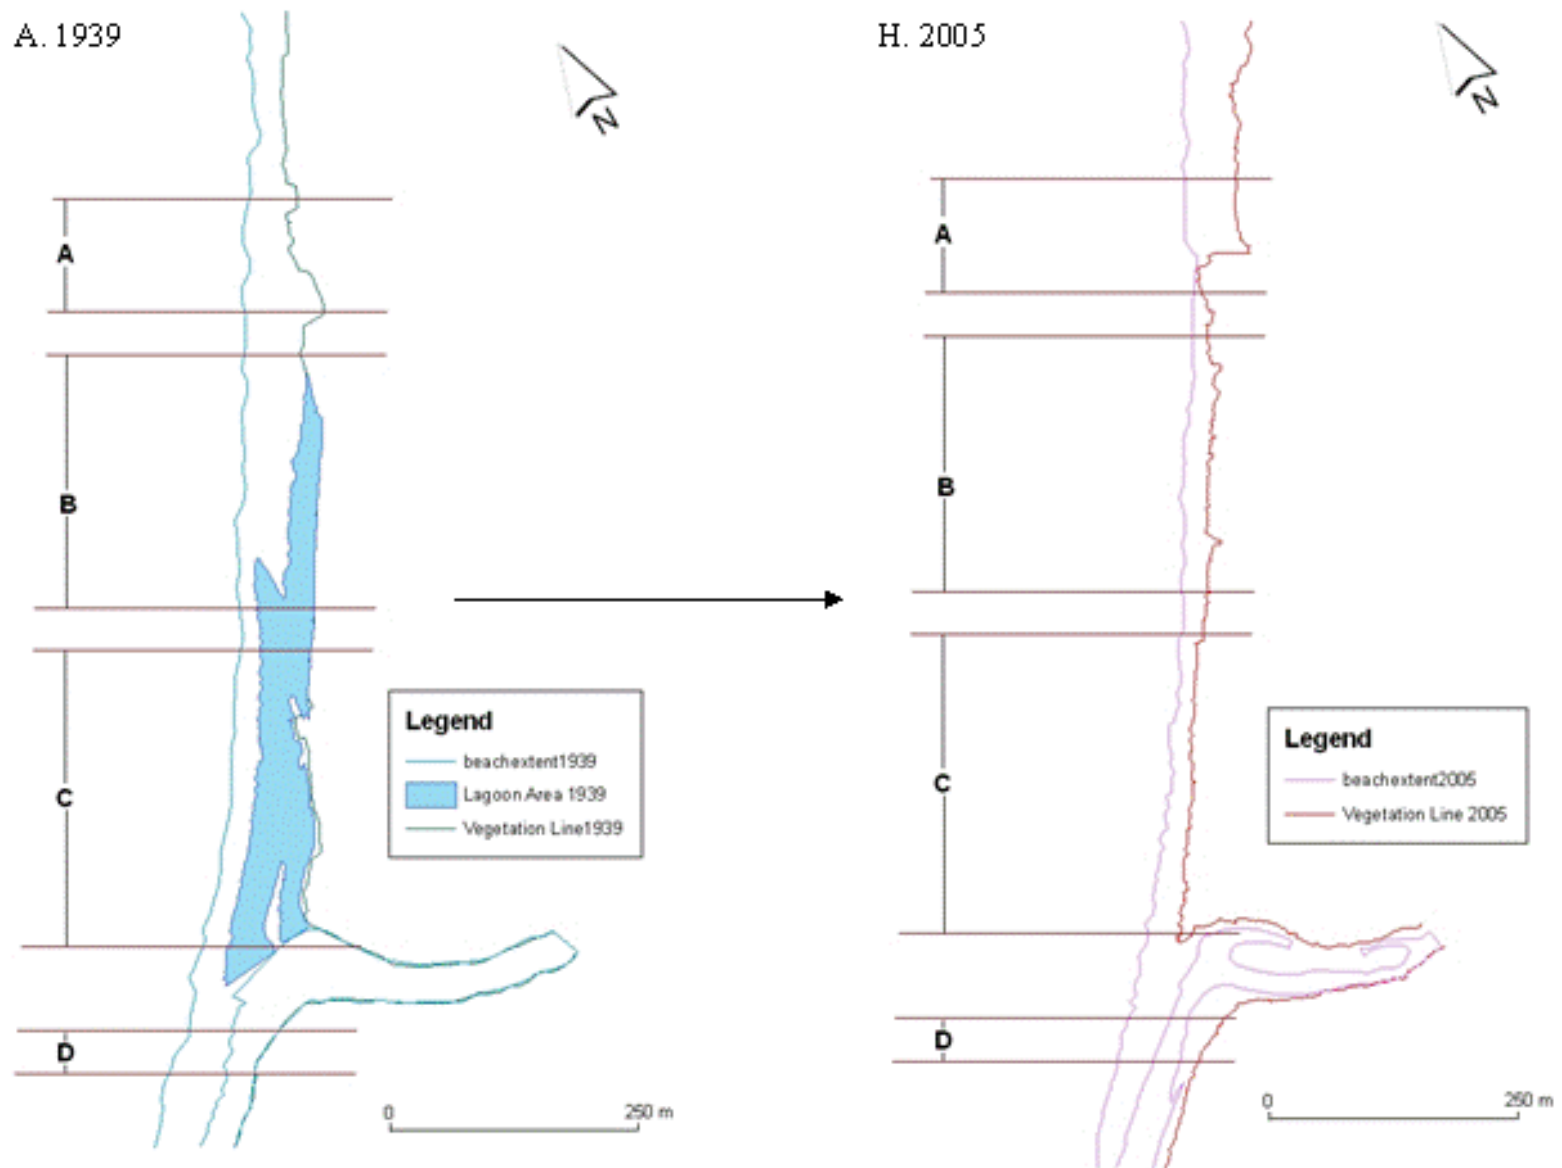 A. 1939
N
A
B
C
D
Legend
beachextent1939
Lagoon Area 1939
Vegetation Line1939
0 250 m
H. 2005
N
A
B
C
D
Legend
beachextent2005
Vegetation Line 2005
0 250 m